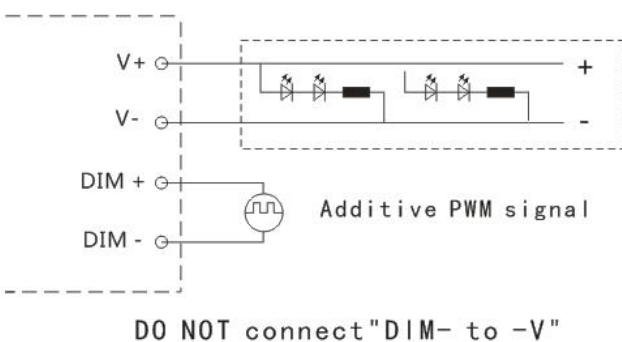 V+
+
V-
-
DIM +
Additive PWM signal
DIM -
DO NOT connect"DIM- to -V"